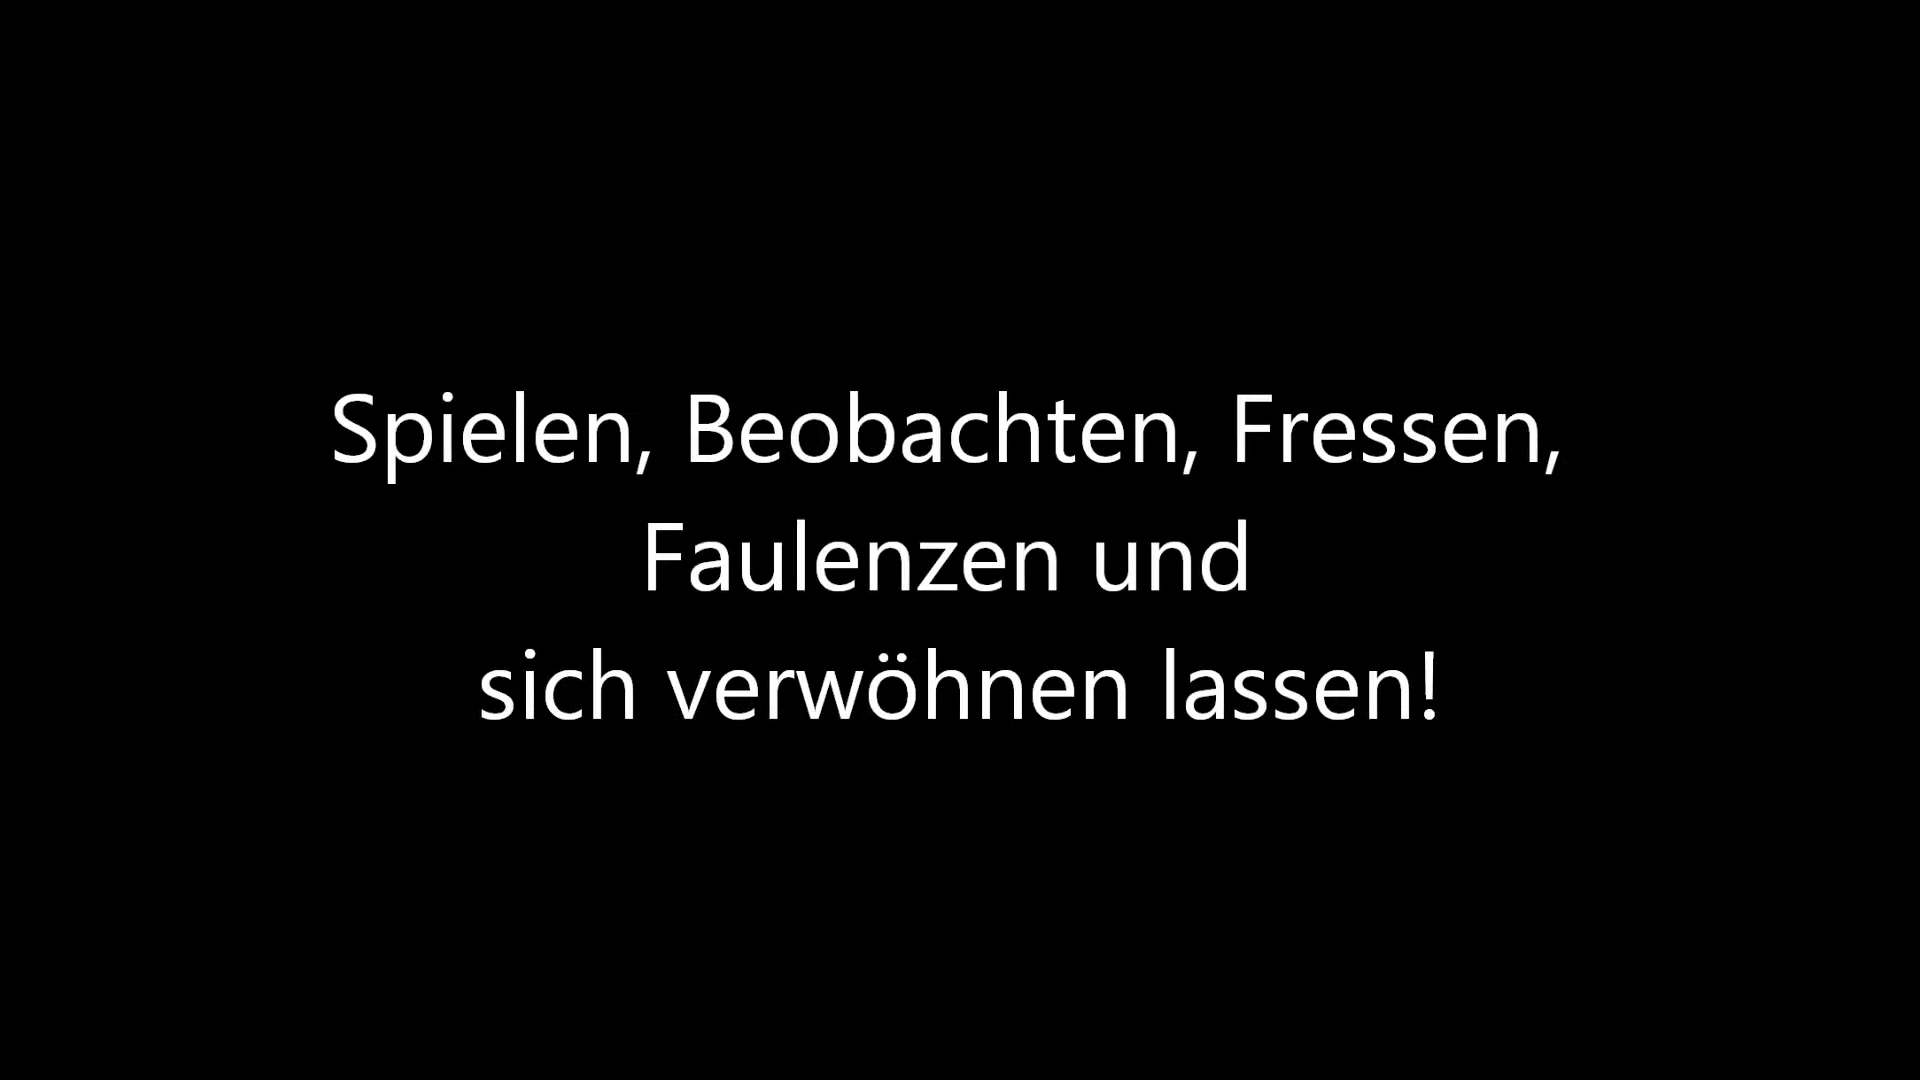 Spielen, Beobachten, Fressen,
Faulenzen und
sich verwöhnen lassen!